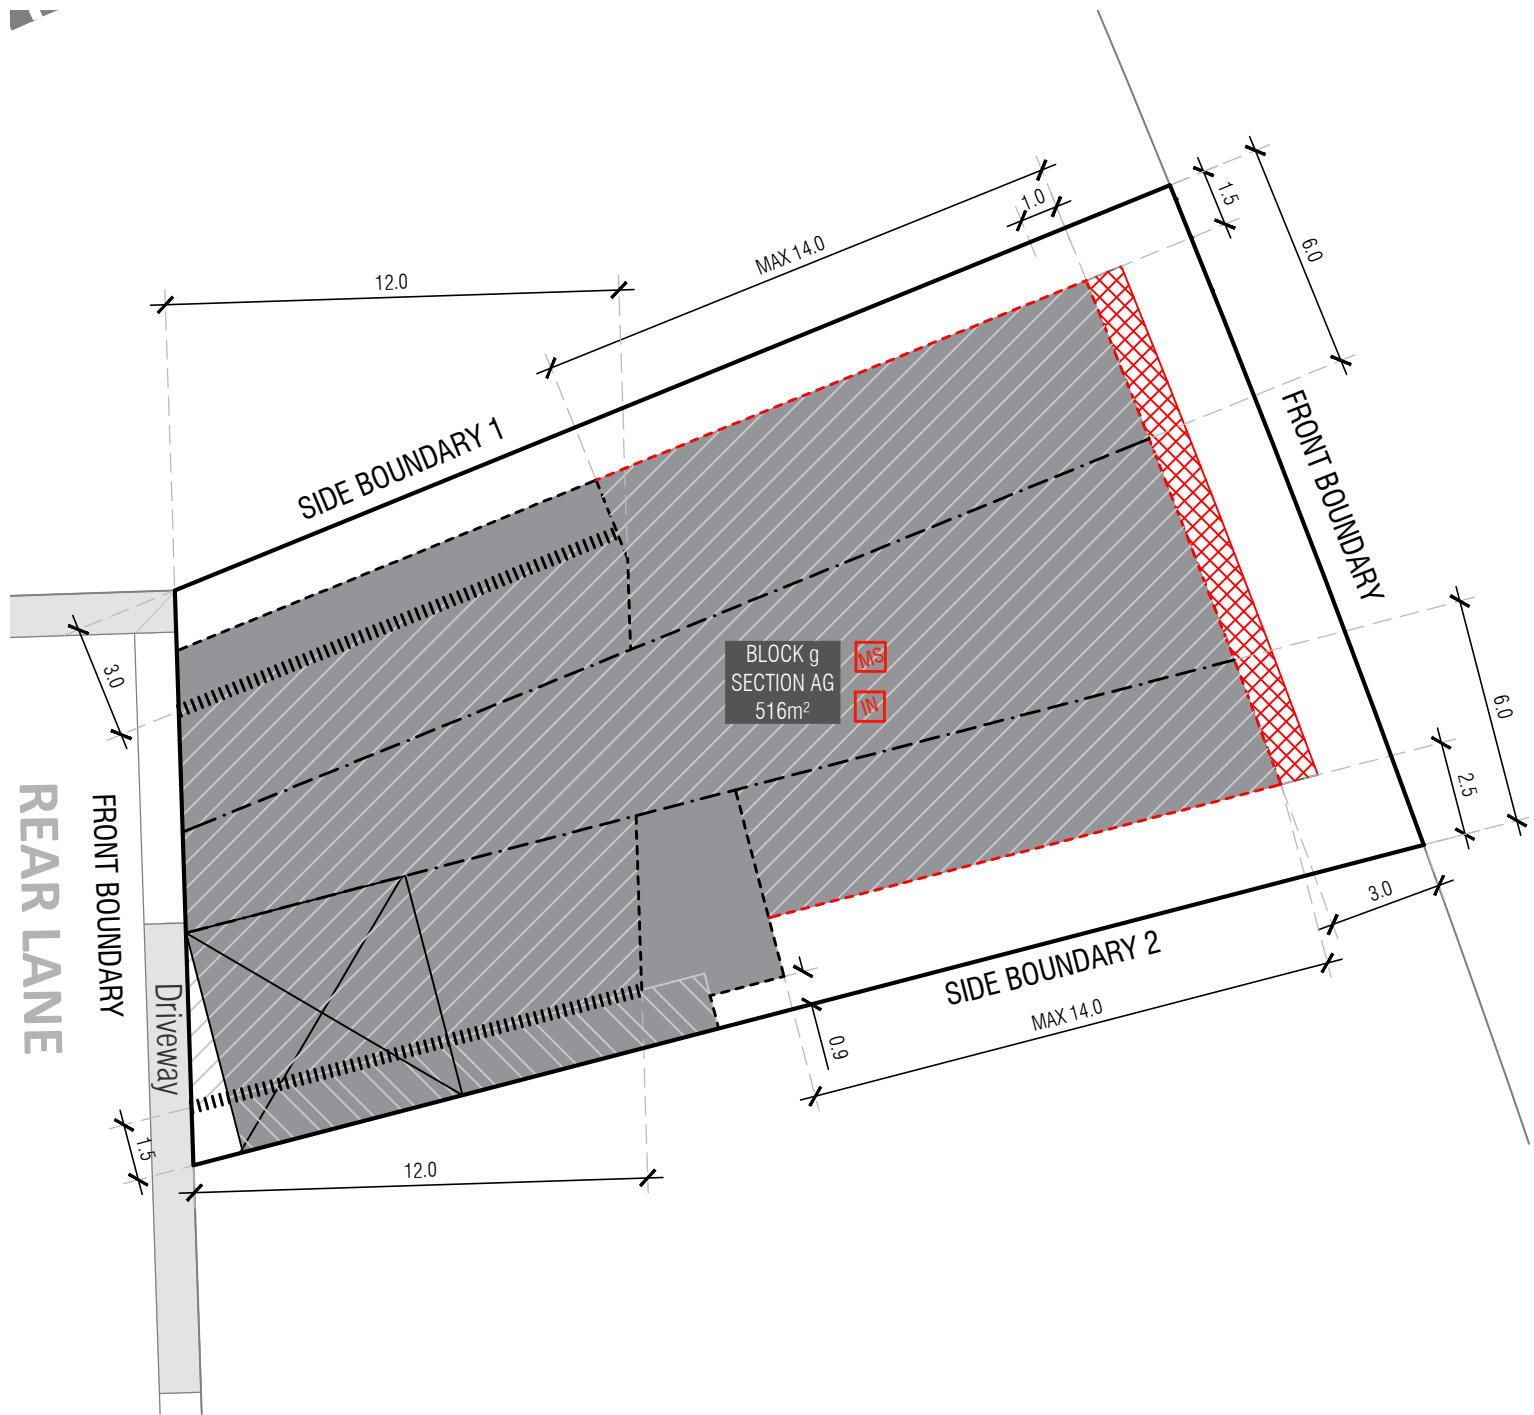 1.0
1.5
MAX 14.0
6.0
12.0
SIDE BOUNDARY 1
FRONT BOUNDARY
3.0
BLOCK g
SECTION AG
516m²
MS
IN
6.0
2.5
REAR LANE
FRONT BOUNDARY
Driveway
3.0
SIDE BOUNDARY 2
MAX 14.0
0.9
1.5
12.0